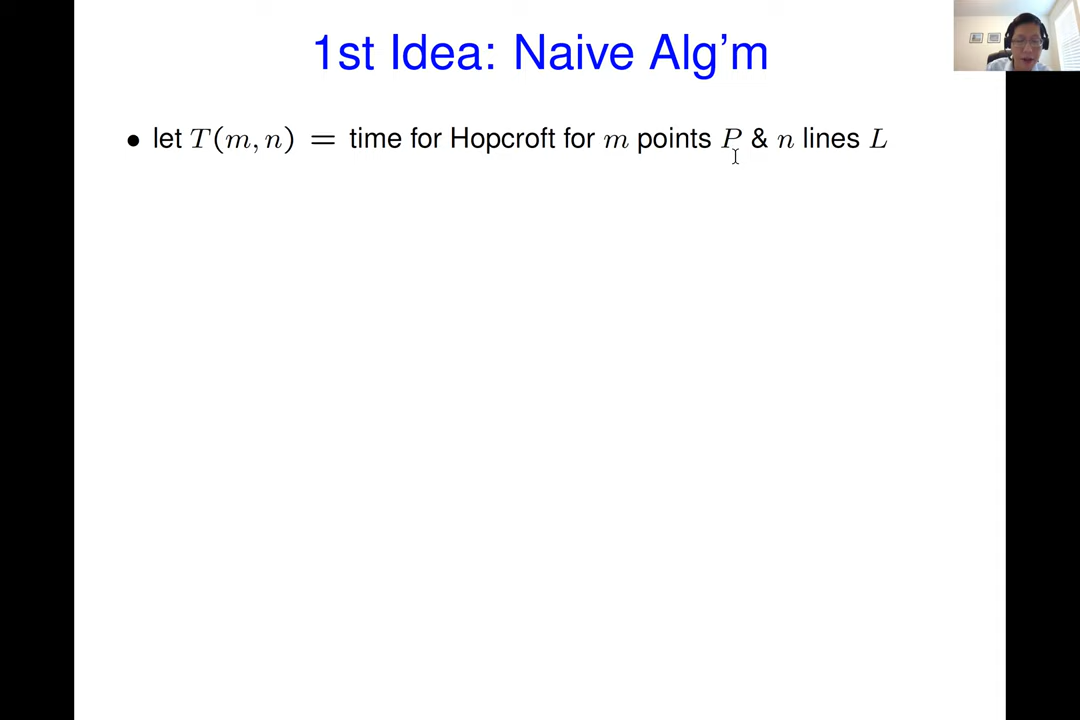 1st Idea: Naive Alg'm
• let T(m, n) = time for Hopcroft for m points P & n lines L